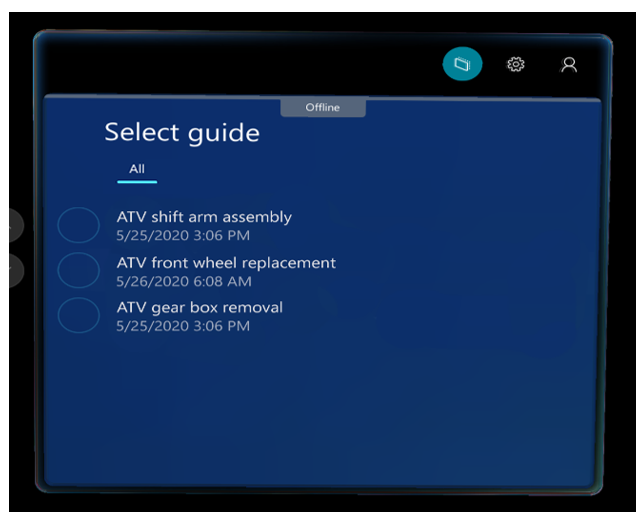 Offline
Select guide
All
ATV shift arm assembly
5/25/2020 3:06 PM
ATV front wheel replacement
5/26/2020 6:08 AM
ATV gear box removal
5/25/2020 3:06 PM